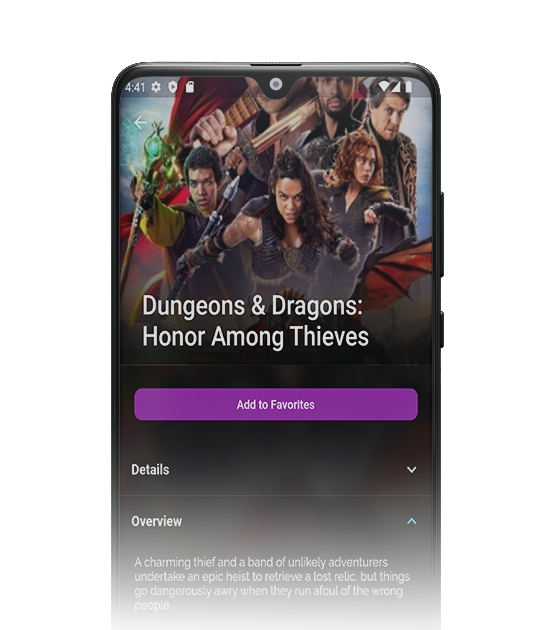 4:41
Dungeons & Dragons:
Honor Among Thieves
Add to Favorites
Details
Overview
A charming thief and a band of unlikely adventurers
undertake an epic heist to retrieve a lost relic, but things
go dangerously awry when they run afoul of the wrong
people.